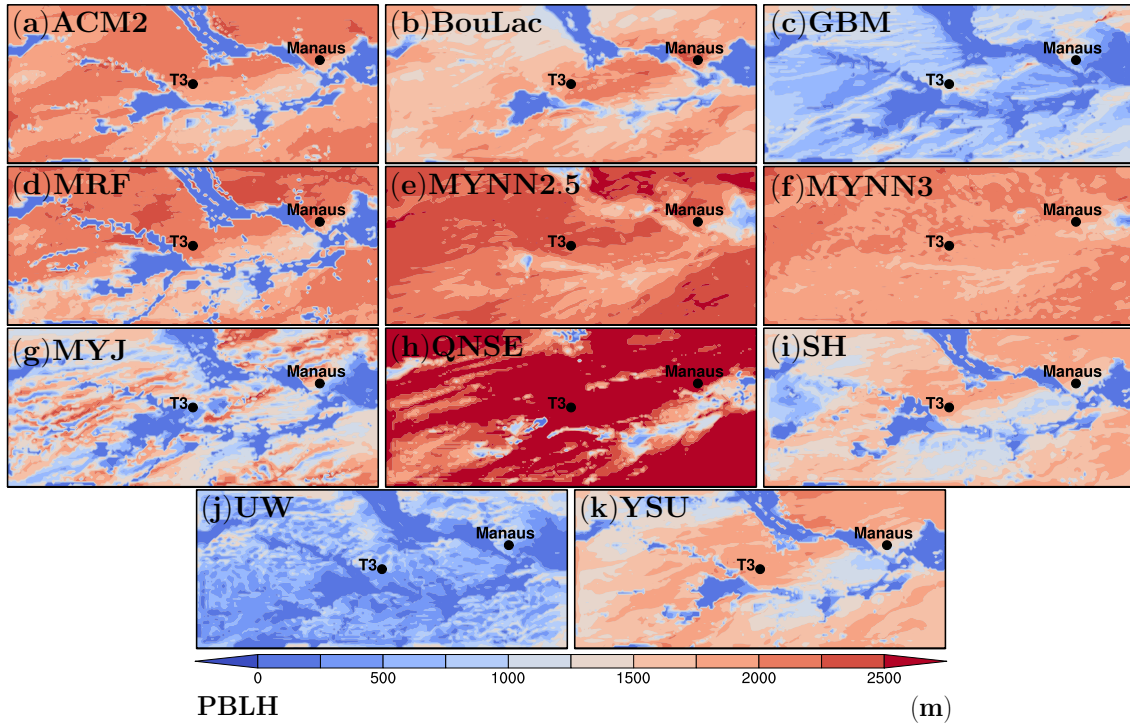 (a)ACM2
Manaus
T3
(b)BouLac
Manaus
T3
(c)GBM
Manaus
T3
(d)MRF
Manaus
T3
(e)MYNN2.5
Manaus
T3
(f)MYNN3
Manaus
T3
(g)MYJ
Manaus
T3
(h)QNSE
Manaus
T3
(i)SH
Manaus
T3
(j)UW
Manaus
T3
(k)YSU
Manaus
T3
0 500 1000 1500 2000 2500
PBLH (m)